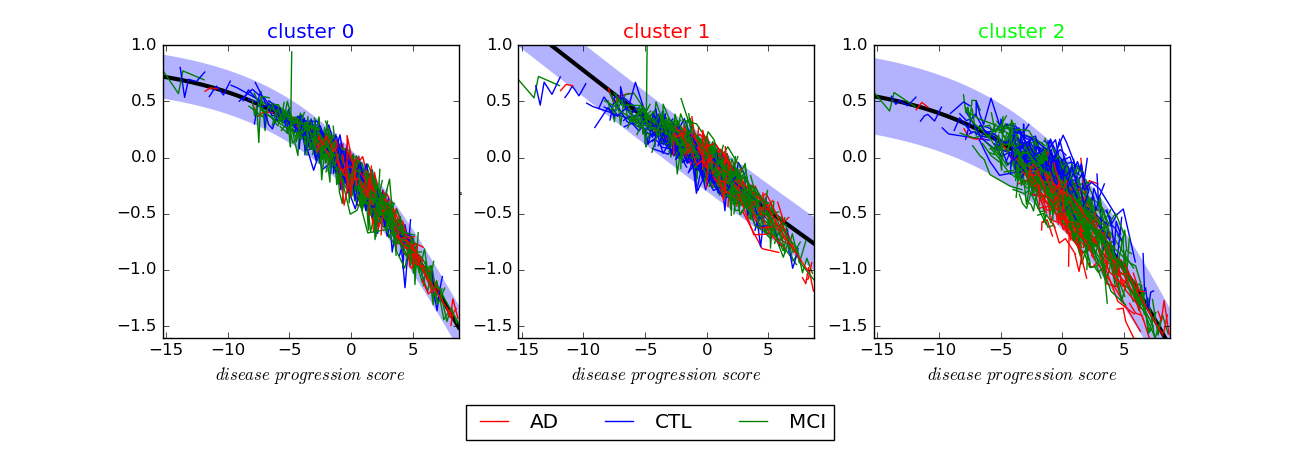 cluster 0 cluster 1 cluster 2
1.0 1.0 1.0
0.5 0.5 0.5
0.0 0.0 0.0
−0.5 −0.5 −0.5
−1.0 −1.0 −1.0
−1.5 −1.5 −1.5
−15 −10 −5 0 5 −15 −10 −5 0 5 −15 −10 −5 0 5
disease progression score disease progression score disease progression score
AD CTL MCI